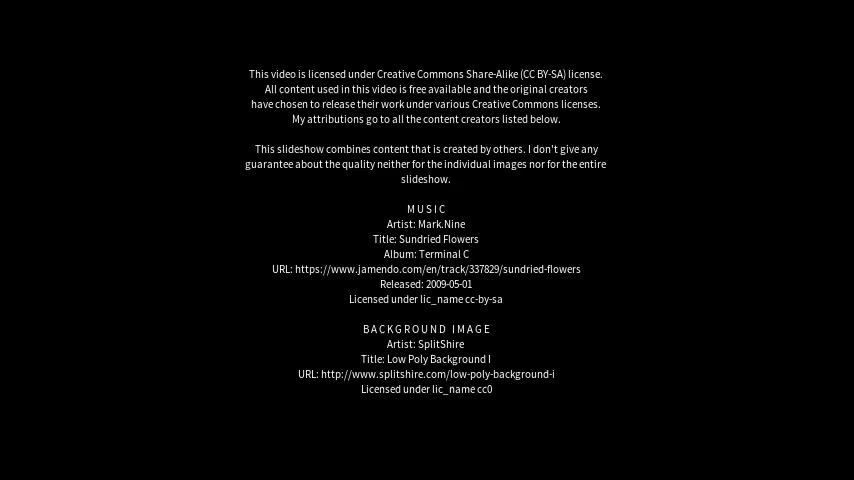 This video is licensed under Creative Commons Share-Alike (CC BY-SA) license.
All content used in this video is free available and the original creators
have chosen to release their work under various Creative Commons licenses.
My attributions go to all the content creators listed below.
This slideshow combines content that is created by others. I don't give any
guarantee about the quality neither for the individual images nor for the entire
slideshow.
MUSIC
Artist: Mark.Nine
Title: Sundried Flowers
Album: Terminal C
URL: https://www.jamendo.com/en/track/337829/sundried-flowers
Released: 2009-05-01
Licensed under lic_name cc-by-sa
BACKGROUND IMAGE
Artist: SplitShire
Title: Low Poly Background I
URL: http://www.splitshire.com/low-poly-background-i
Licensed under lic_name cc0